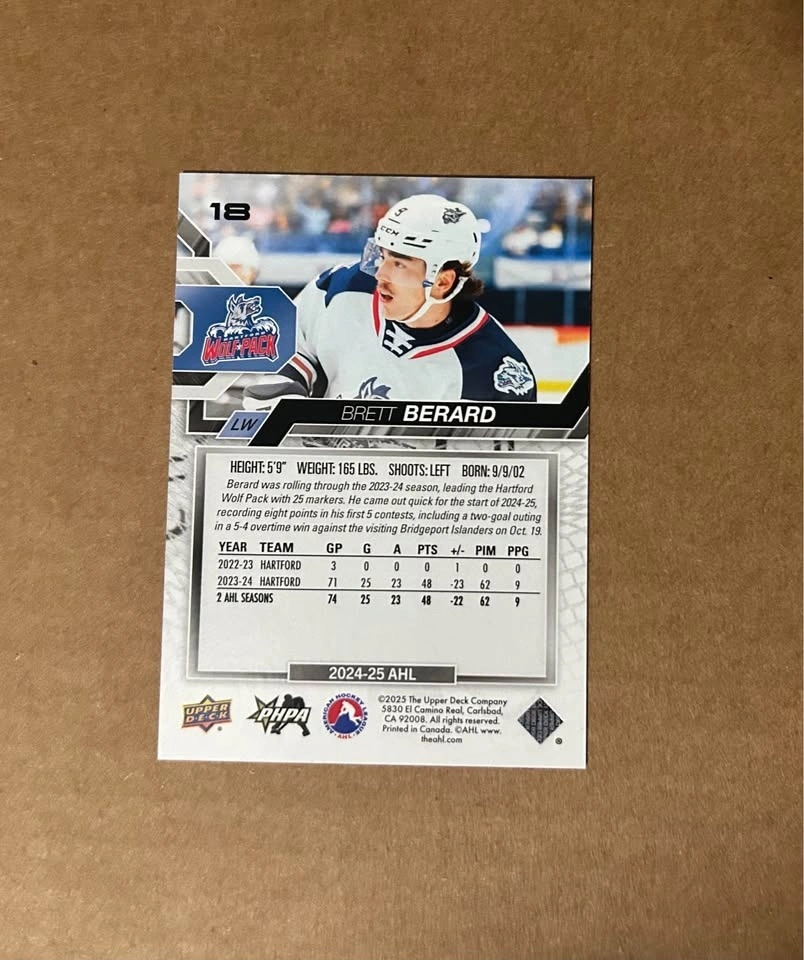 18
9
CCM
WOLF PACK
LW
BRETT BERARD
HEIGHT: 5'9" WEIGHT: 165 LBS. SHOOTS: LEFT BORN: 9/9/02
Berard was rolling through the 2023-24 season, leading the Hartford
Wolf Pack with 25 markers. He came out quick for the start of 2024-25,
recording eight points in his first 5 contests, including a two-goal outing
in a 5-4 overtime win against the visiting Bridgeport Islanders on Oct. 19.
YEAR TEAM GP G A PTS +/- PIM PPG
2022-23 HARTFORD 3 0 0 0 1 0 0
2023-24 HARTFORD 71 25 23 48 -23 62 9
2 AHL SEASONS 74 25 23 48 -22 62 9
2024-25 AHL
UPPER
D·E·C·K
®
PHPA
AMERICAN HOCKEY LEAGUE
·AHL·
©2025 The Upper Deck Company
5830 El Camino Real, Carlsbad,
CA 92008. All rights reserved.
Printed in Canada. ©AHL www.
theahl.com
®